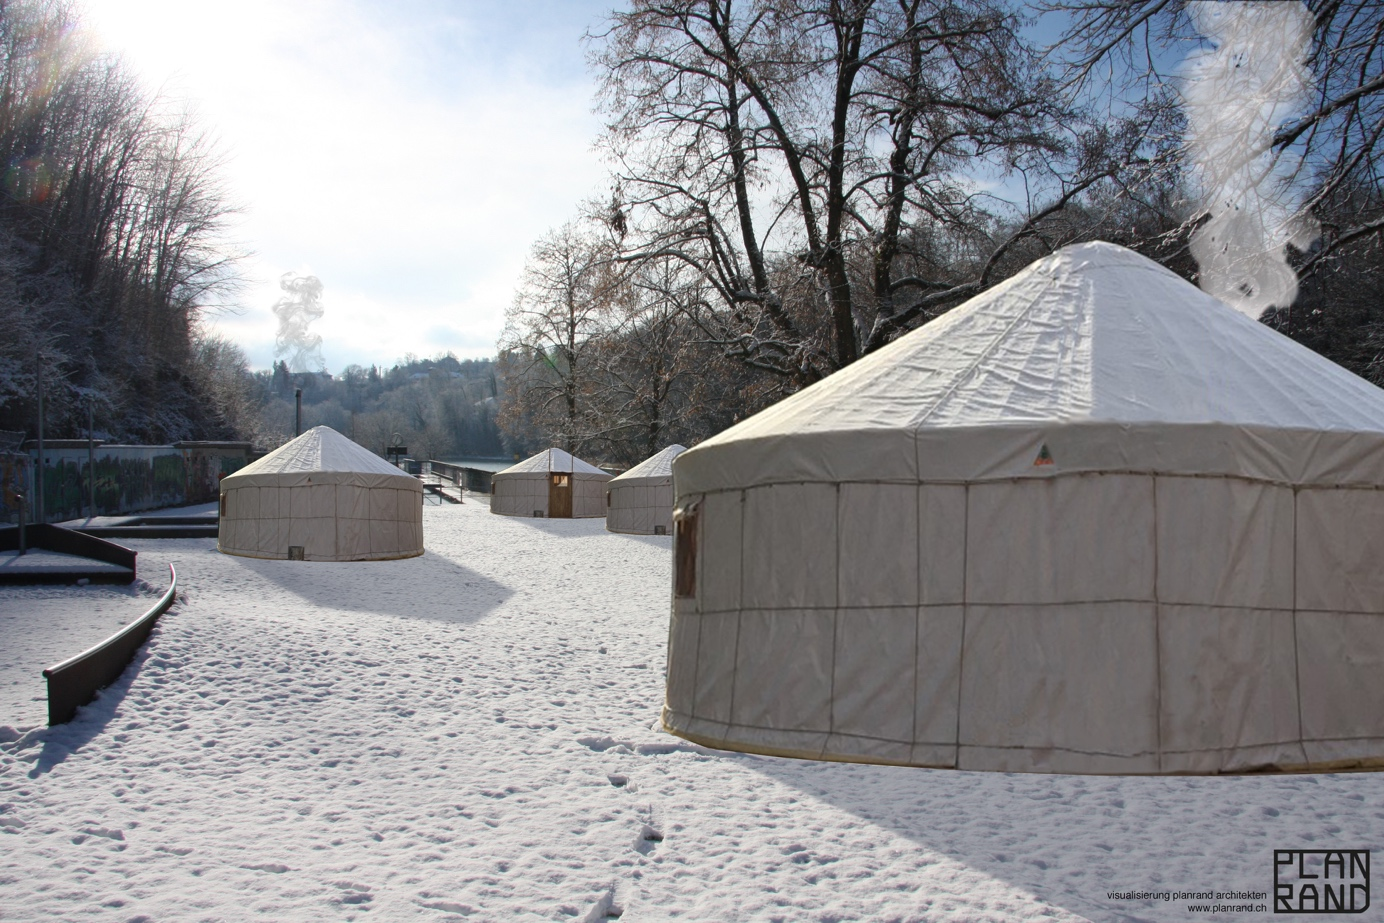 visualisierung planrand architekten
www.planrand.ch
PLAN
RAND